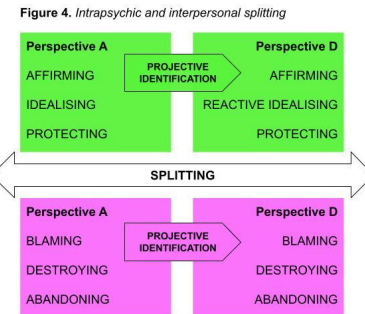 Figure 4. Intrapsychic and interpersonal splitting
Perspective A
AFFIRMING
IDEALISING
PROTECTING
PROJECTIVE
IDENTIFICATION
Perspective D
AFFIRMING
REACTIVE IDEALISING
PROTECTING
SPLITTING
Perspective A
BLAMING
DESTROYING
ABANDONING
PROJECTIVE
IDENTIFICATION
Perspective D
BLAMING
DESTROYING
ABANDONING